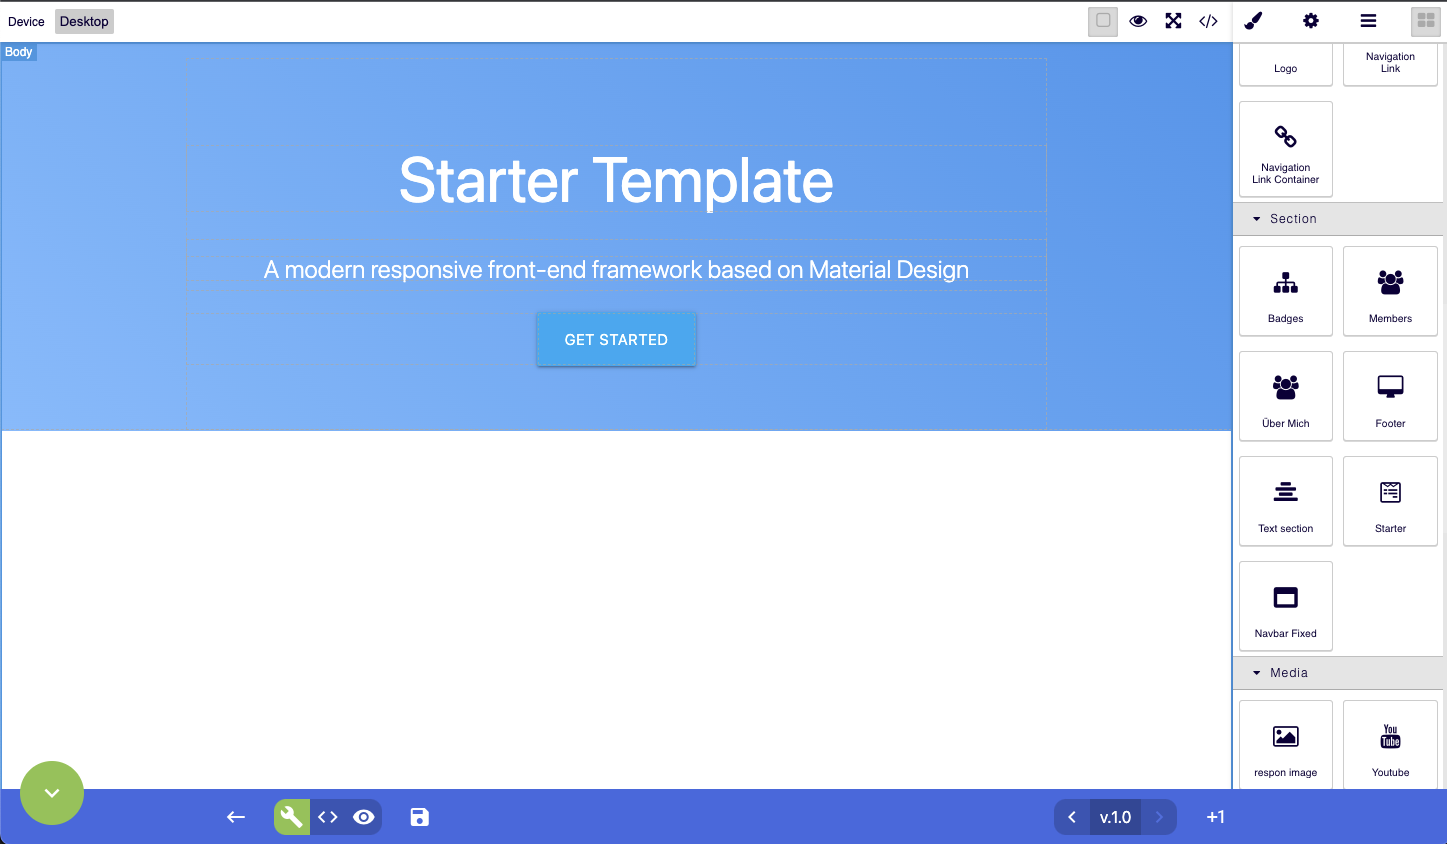 Device
Desktop
Body
Starter Template
A modern responsive front-end framework based on Material Design
GET STARTED
Logo
Navigation
Link
Navigation
Link Container
Section
Badges
Members
Über Mich
Footer
Text section
Starter
Navbar Fixed
Media
respon image
You
Tube
Youtube
v.1.0
+1